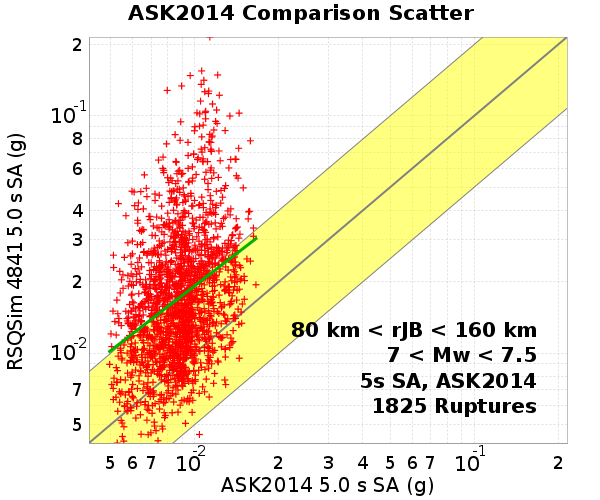 ASK2014 Comparison Scatter
RSQSim 4841 5.0 s SA (g)
2
10-1
8
6
4
3
2
10-2
7
5
80 km < rJB < 160 km
7 < Mw < 7.5
5s SA, ASK2014
1825 Ruptures
5 6 7 10-2 2 3 4 5 6 7 10-1 2
ASK2014 5.0 s SA (g)